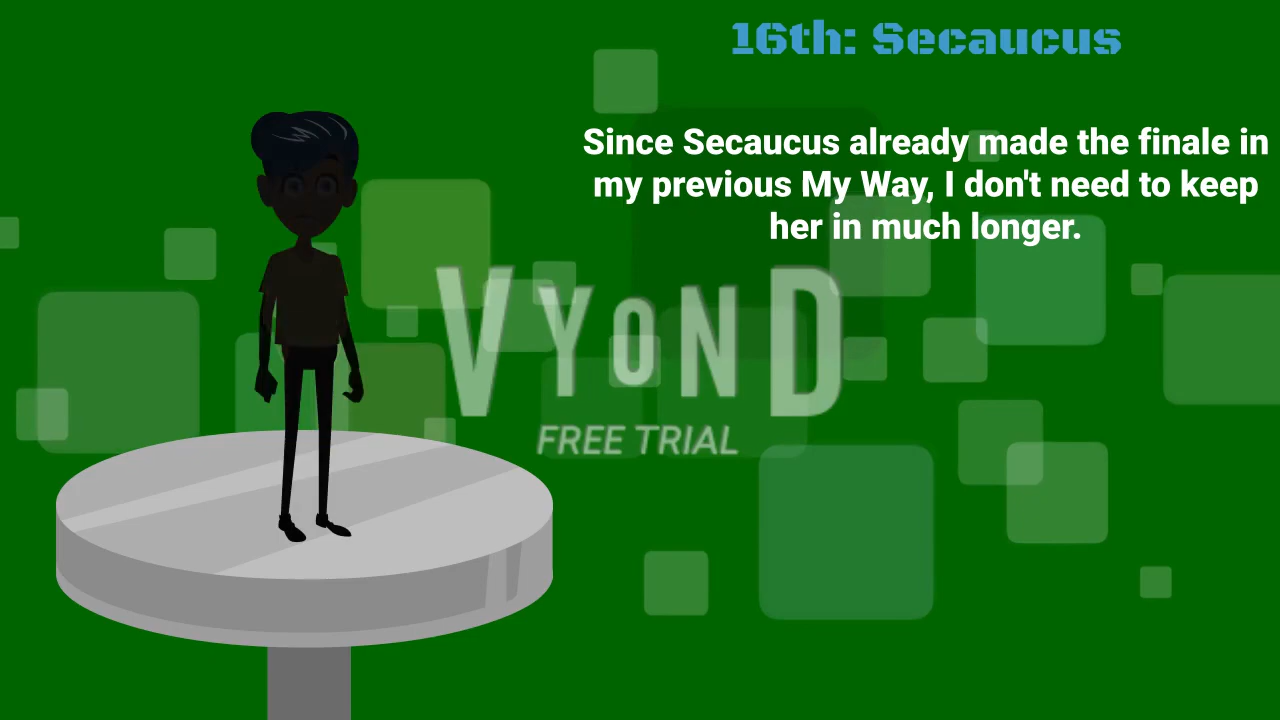 16th: Secaucus
Since Secaucus already made the finale in
my previous My Way, I don't need to keep
her in much longer.
VYOND
FREE TRIAL